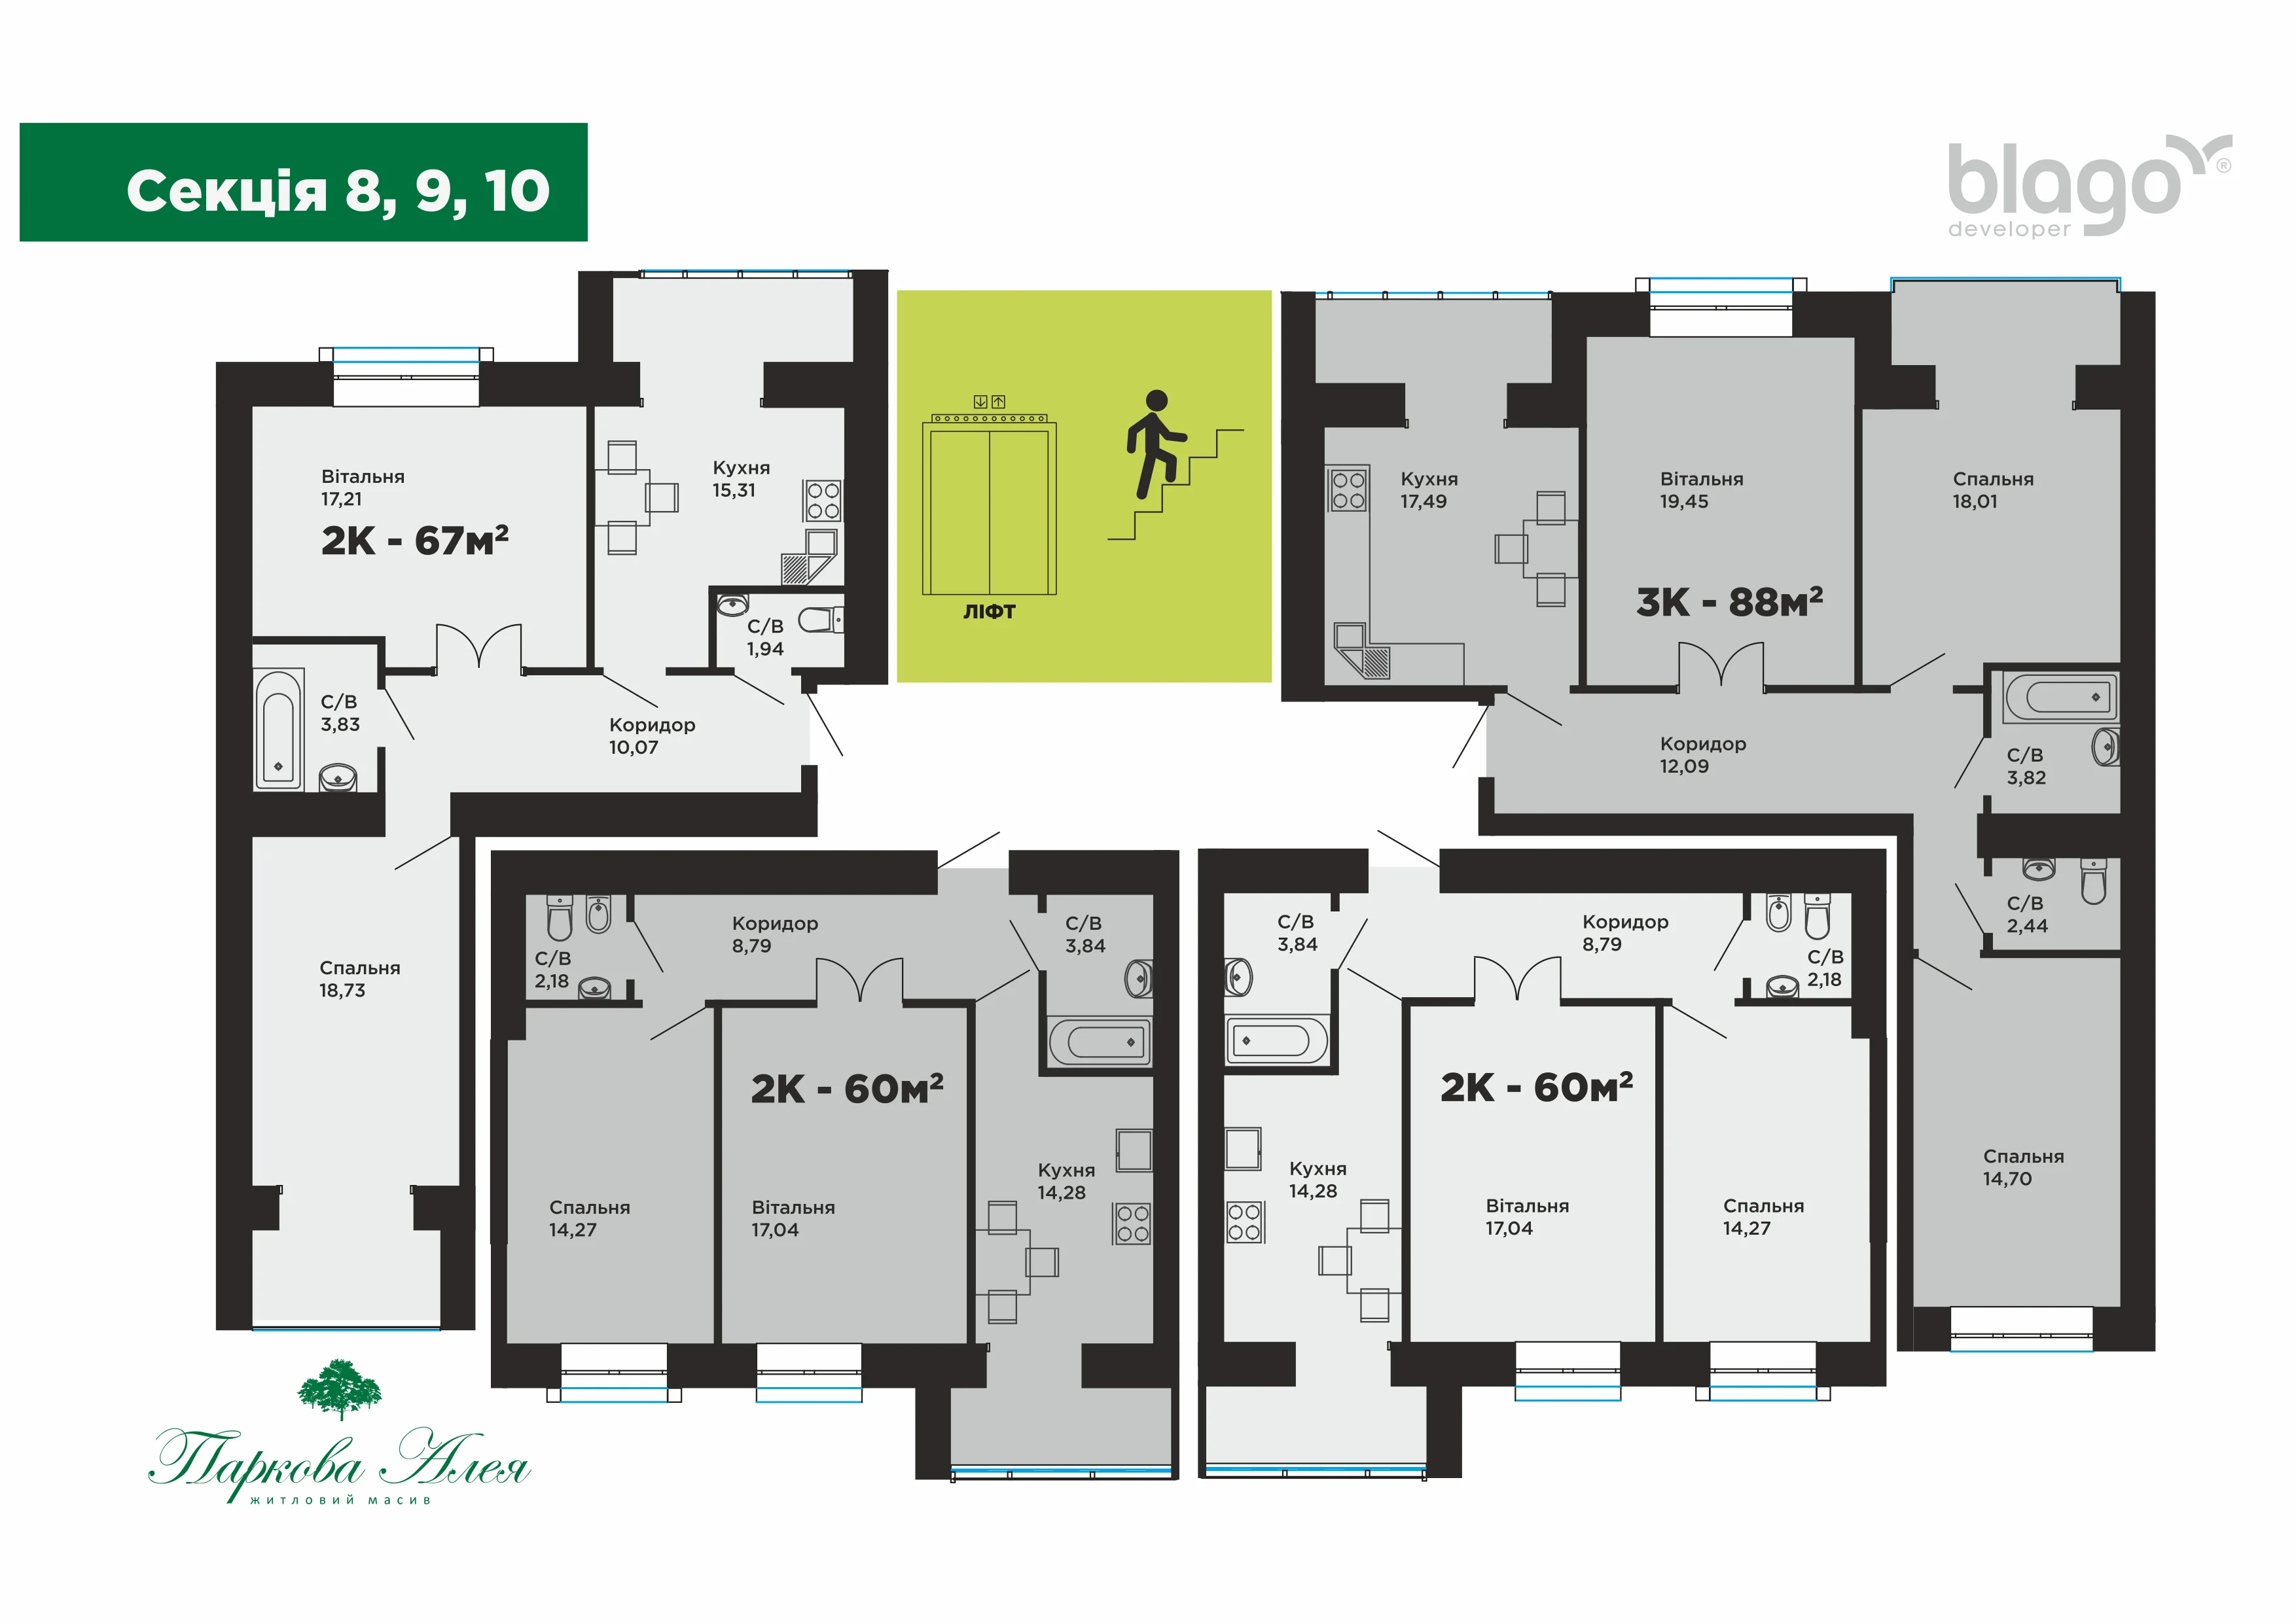 Секція 8, 9, 10
blago®
developer
Вітальня
17,21
2К - 67м²
Кухня
15,31
С/В
1,94
С/В
3,83
Коридор
10,07
Спальня
18,73
ЛІФТ
Кухня
17,49
Вітальня
19,45
3К - 88м²
Спальня
18,01
Коридор
12,09
С/В
3,82
С/В
2,44
Спальня
14,70
С/В
2,18
Коридор
8,79
С/В
3,84
2К - 60м²
Спальня
14,27
Вітальня
17,04
Кухня
14,28
С/В
3,84
Коридор
8,79
С/В
2,18
2К - 60м²
Кухня
14,28
Вітальня
17,04
Спальня
14,27
Паркова Алея
житловий масив